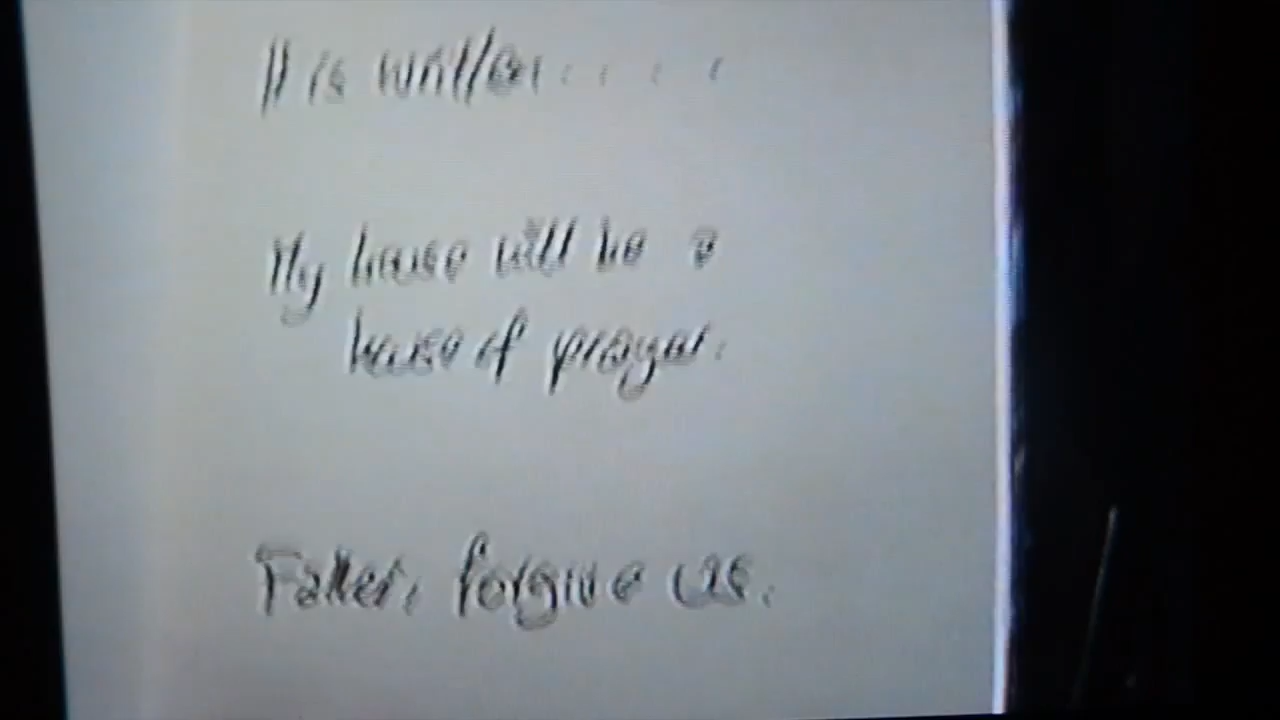 It is written . . . .
My house will be a
house of prayer.
Father, forgive us.